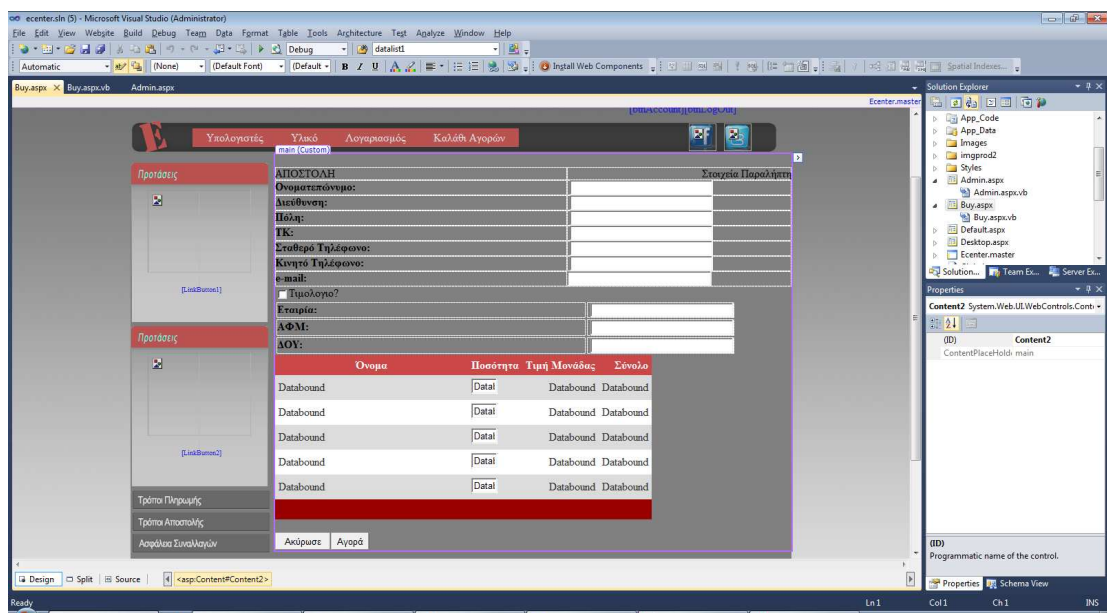 ecenter.sln (5) - Microsoft Visual Studio (Administrator)
File Edit View Website Build Debug Team Data Format Table Tools Architecture Test Analyze Window Help
Debug datalist1
Automatic (None) (Default Font) (Default B I U A Install Web Components Spatial Indexes...
Buy.aspx Buy.aspx.vb Admin.aspx
Ecenter.master
E Υπολογιστές Υλικό Λογαριασμός Καλάθι Αγορών
main (Custom)
Προτάσεις
[LinkButton1]
Προτάσεις
[LinkButton2]
Τρόποι Πληρωμής
Τρόποι Αποστολής
Ασφάλεια Συναλλαγών
ΑΠΟΣΤΟΛΗ Στοιχεία Παραλήπτη
Ονοματεπώνυμο:
Διεύθυνση:
Πόλη:
ΤΚ:
Σταθερό Τηλέφωνο:
Κινητό Τηλέφωνο:
e-mail:
Τιμολογιο?
Εταιρία:
ΑΦΜ:
ΔΟΥ:
Όνομα Ποσότητα Τιμή Μονάδας Σύνολο
Databound Datal Databound Databound
Databound Datal Databound Databound
Databound Datal Databound Databound
Databound Datal Databound Databound
Databound Datal Databound Databound
Ακύρωσε Αγορά
Solution Explorer
App_Code
App_Data
Images
imgprod2
Styles
Admin.aspx
Admin.aspx.vb
Buy.aspx
Buy.aspx.vb
Default.aspx
Desktop.aspx
Ecenter.master
Solution... Team Ex... Server Ex...
Properties
Content2 System.Web.UI.WebControls.Conte
(ID) Content2
ContentPlaceHold main
(ID)
Programmatic name of the control.
Properties Schema View
Design Split Source <asp:Content#Content2>
Ready Ln 1 Col 1 Ch 1 INS